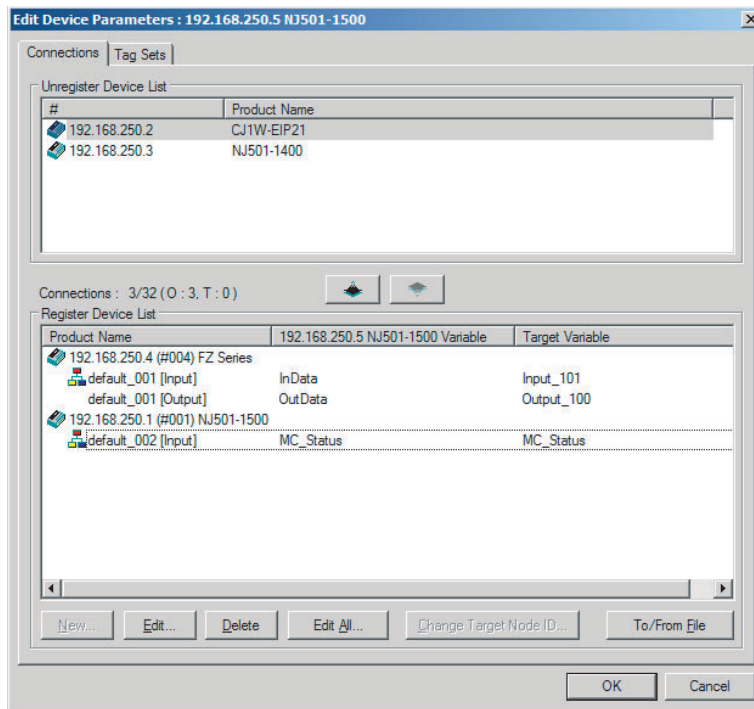 Edit Device Parameters : 192.168.250.5 NJ501-1500
Connections Tag Sets
Unregister Device List
# Product Name
192.168.250.2 CJ1W-EIP21
192.168.250.3 NJ501-1400
Connections : 3/32 ( O : 3, T : 0 )
Register Device List
Product Name 192.168.250.5 NJ501-1500 Variable Target Variable
192.168.250.4 (#004) FZ Series
default_001 [Input] InData Input_101
default_001 [Output] OutData Output_100
192.168.250.1 (#001) NJ501-1500
default_002 [Input] MC_Status MC_Status
New... Edit... Delete Edit All... Change Target Node ID... To/From File
OK Cancel